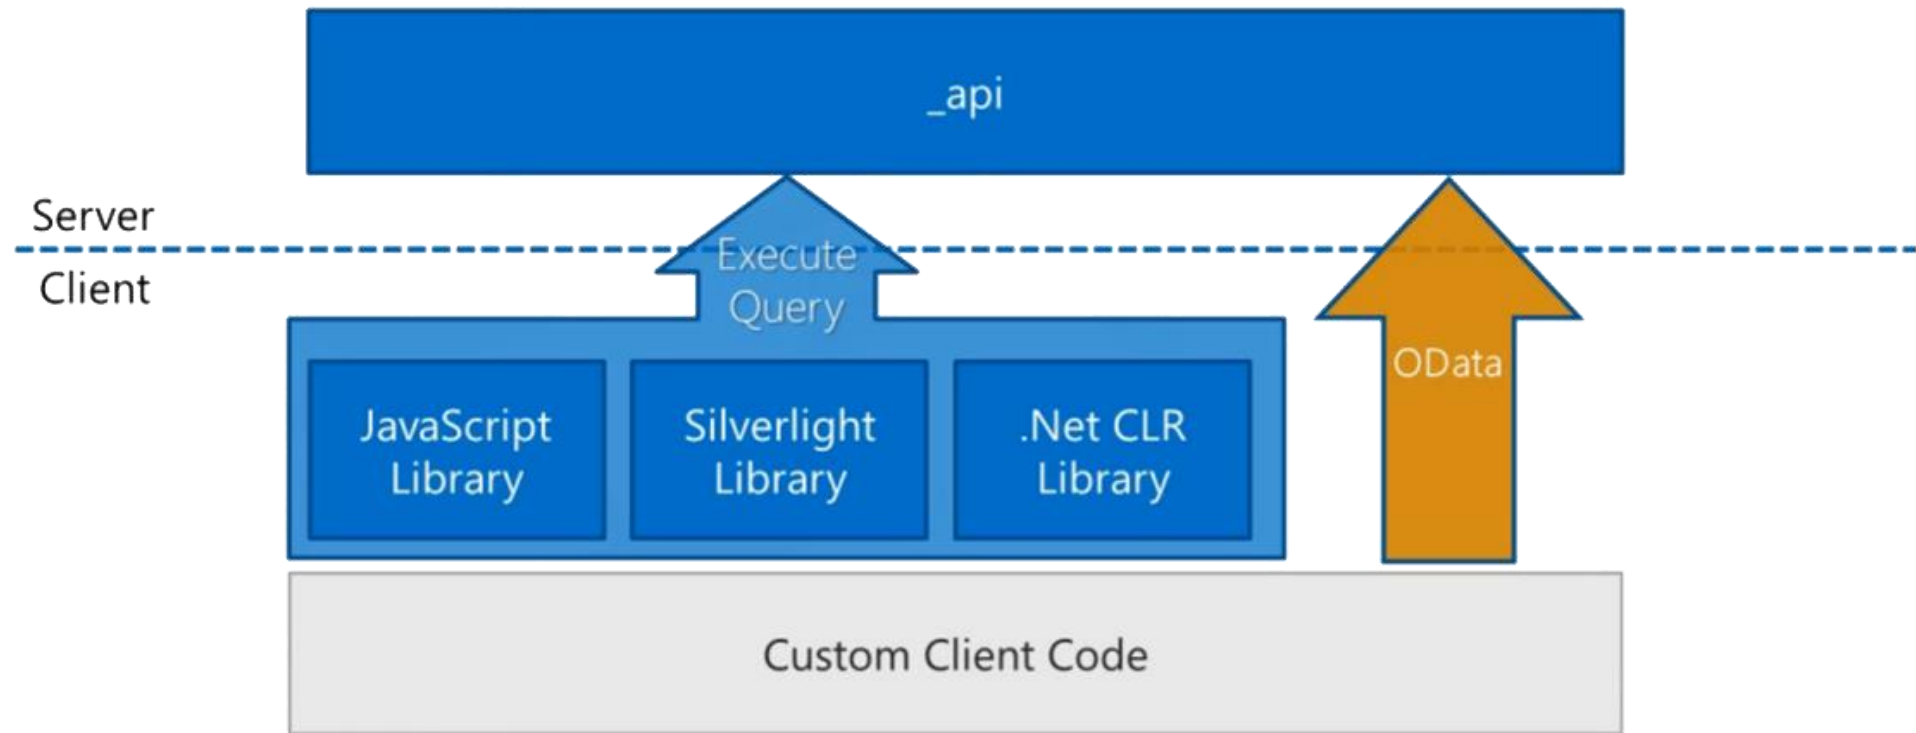 _api
Server
Client
Execute
Query
OData
JavaScript
Library
Silverlight
Library
.Net CLR
Library
Custom Client Code